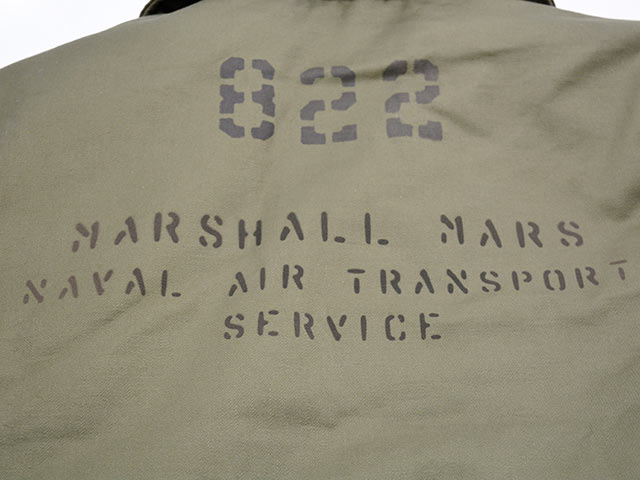 822
MARSHALL MARS
NAVAL AIR TRANSPORT
SERVICE